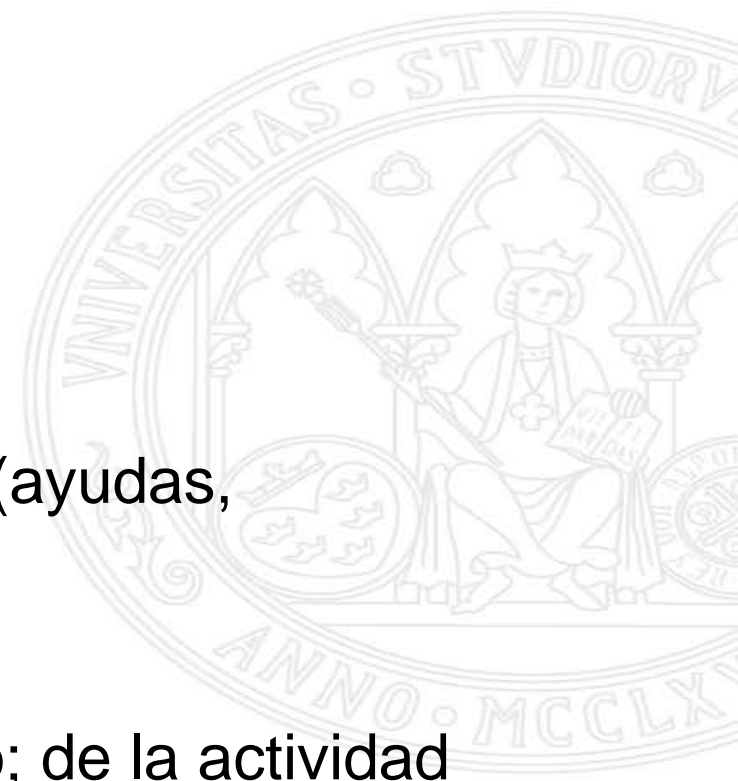 VNIVERSITAS · STVDIORV
(ayudas,
ANNO · MCCLX
o; de la actividad